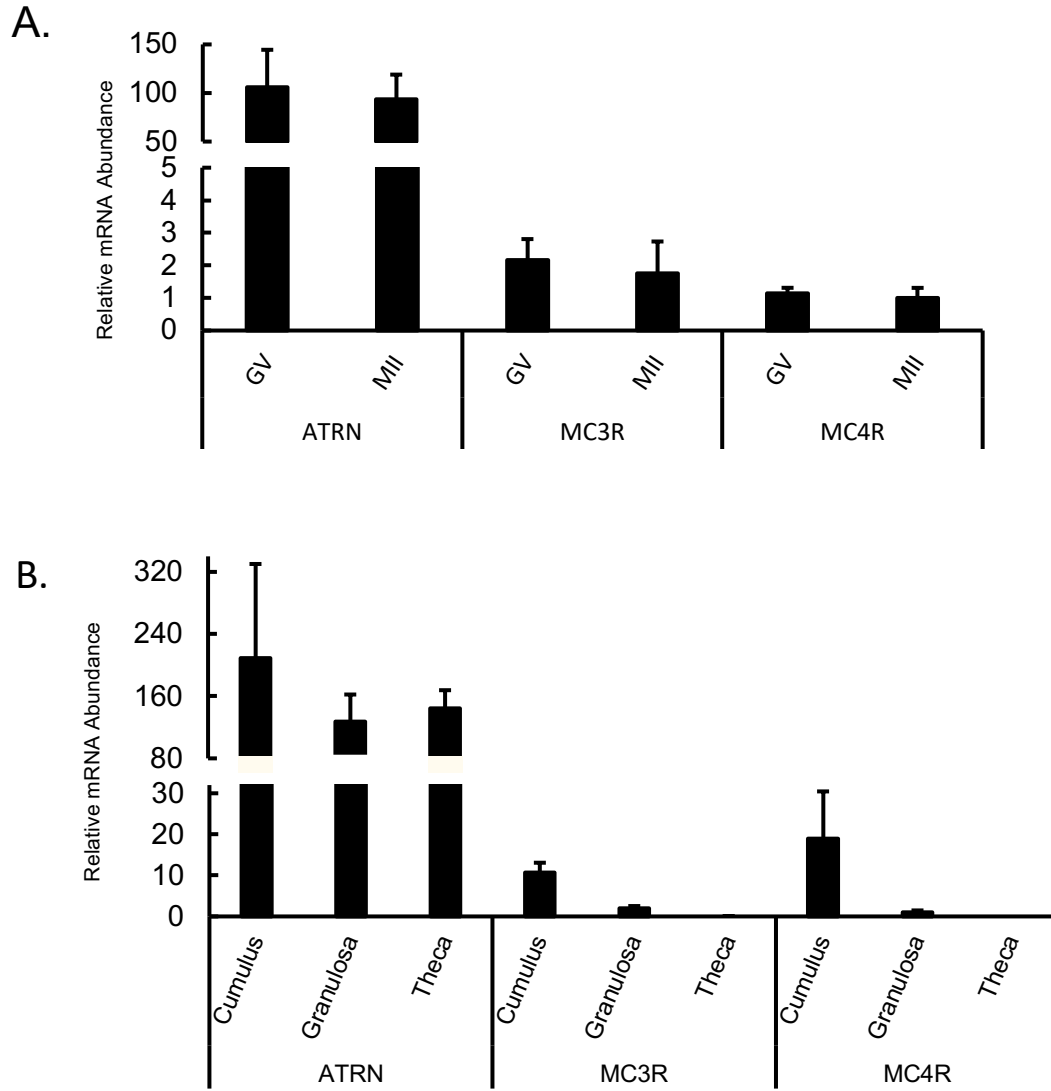 A.
Relative mRNA Abundance
150
100
50
5
4
3
2
1
0
GV MII GV MII GV MII
ATRN MC3R MC4R
B.
Relative mRNA Abundance
320
240
160
80
30
20
10
0
Cumulus Granulosa Theca Cumulus Granulosa Theca Cumulus Granulosa Theca
ATRN MC3R MC4R